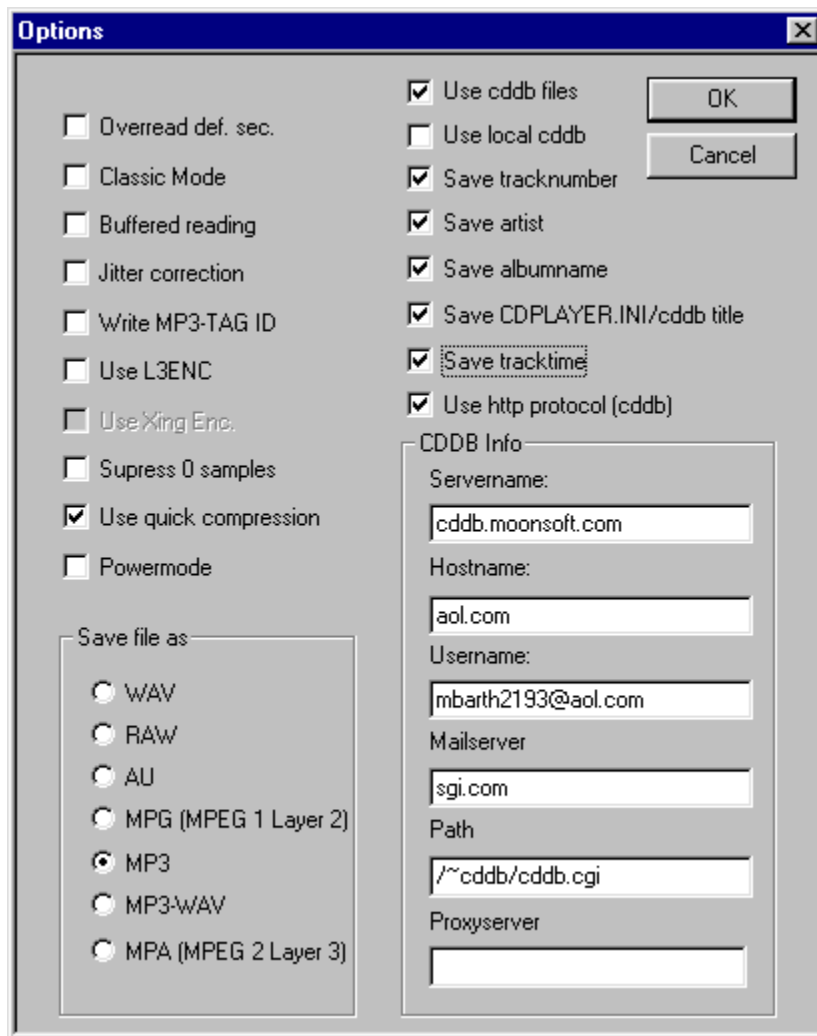 Options
Overread def. sec.
Classic Mode
Buffered reading
Jitter correction
Write MP3-TAG ID
Use L3ENC
Use Xing Enc.
Supress 0 samples
Use quick compression
Powermode
Save file as
WAV
RAW
AU
MPG (MPEG 1 Layer 2)
MP3
MP3-WAV
MPA (MPEG 2 Layer 3)
Use cddb files
Use local cddb
Save tracknumber
Save artist
Save albumname
Save CDPLAYER.INI/cddb title
Save tracktime
Use http protocol (cddb)
OK
Cancel
CDDB Info
Servername:
cddb.moonsoft.com
Hostname:
aol.com
Username:
mbarth2193@aol.com
Mailserver
sgi.com
Path
/~cddb/cddb.cgi
Proxyserver